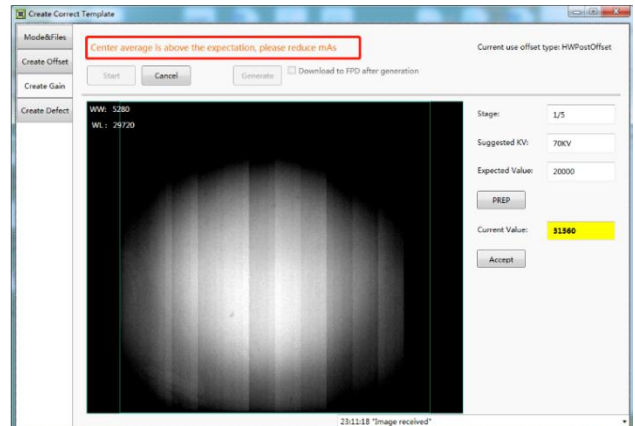 Create Correct Template
Mode&Files
Create Offset
Create Gain
Create Defect
Center average is above the expectation, please reduce mAs
Current use offset type: HWPostOffset
Start
Cancel
Generate
Download to FPD after generation
WW: 5280
WL: 29720
Stage: 1/5
Suggested KV: 70KV
Expected Value: 20000
PREP
Current Value: 31560
Accept
23:11:18 "Image received"